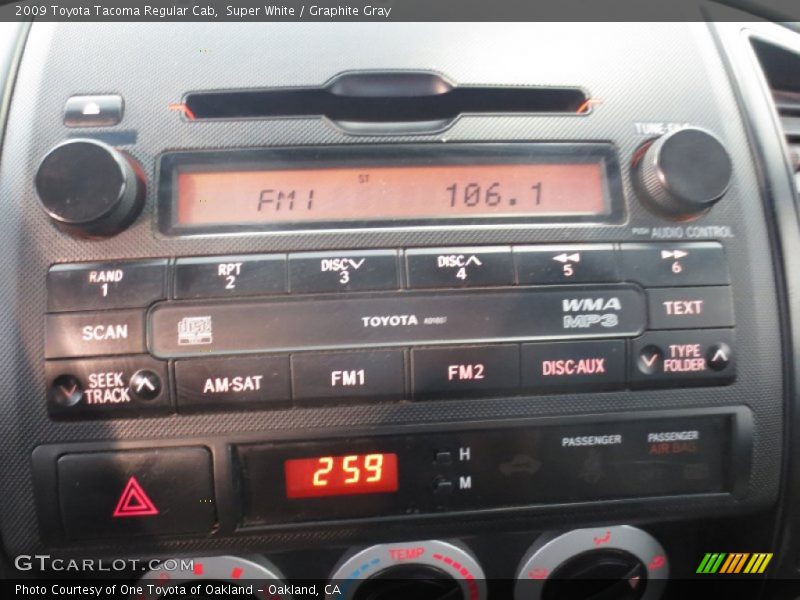 2009 Toyota Tacoma Regular Cab, Super White / Graphite Gray
ST
FM1 106.1
PUSH AUDIO CONTROL
RAND 1 RPT 2 DISC 3 DISC 4 5 6
SCAN TOYOTA WMA MP3 TEXT
SEEK TRACK AM·SAT FM1 FM2 DISC·AUX TYPE FOLDER
2 59 H M PASSENGER PASSENGER AIR BAG
TEMP
GTCARLOT.COM
Photo Courtesy of One Toyota of Oakland - Oakland, CA